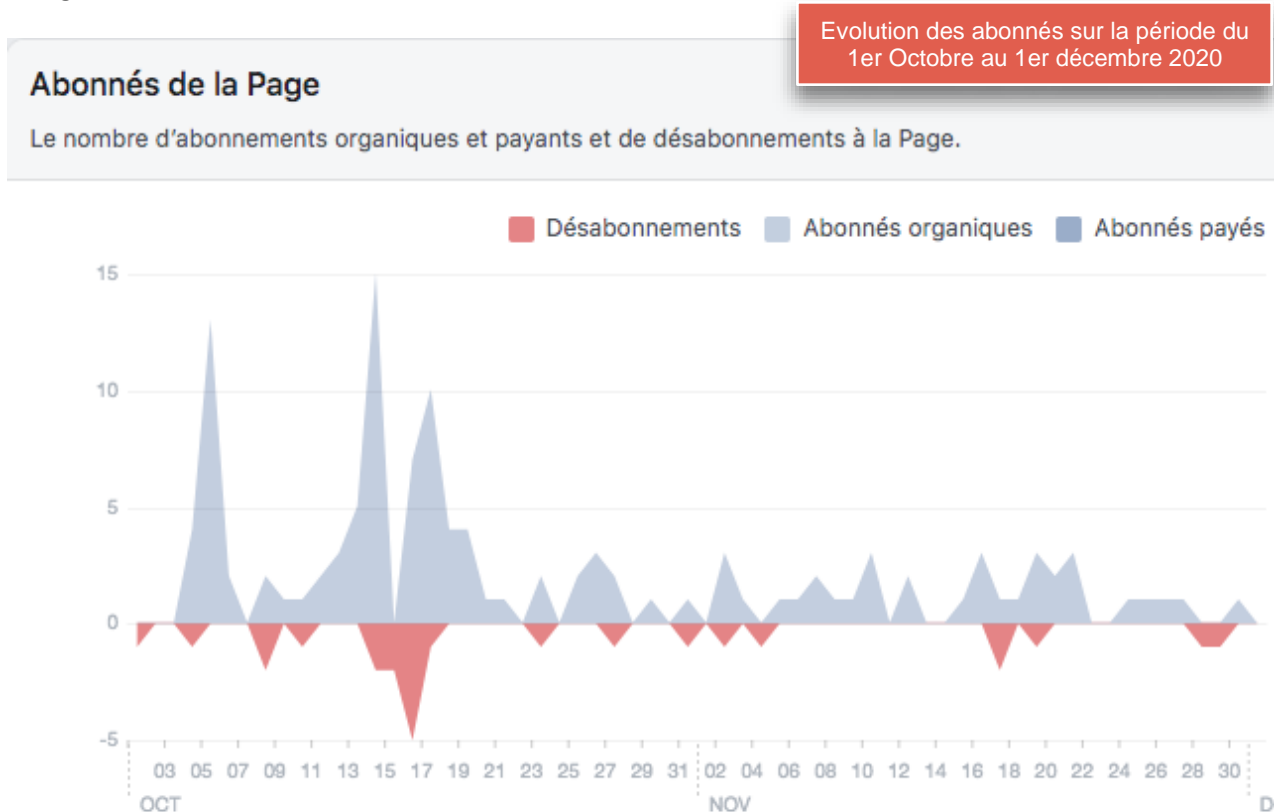 Evolution des abonnés sur la période du
1er Octobre au 1er décembre 2020
Abonnés de la Page
Le nombre d'abonnements organiques et payants et de désabonnements à la Page.
Désabonnements Abonnés organiques Abonnés payés
15
10
5
0
-5
03 05 07 09 11 13 15 17 19 21 23 25 27 29 31 02 04 06 08 10 12 14 16 18 20 22 24 26 28 30
OCT NOV D